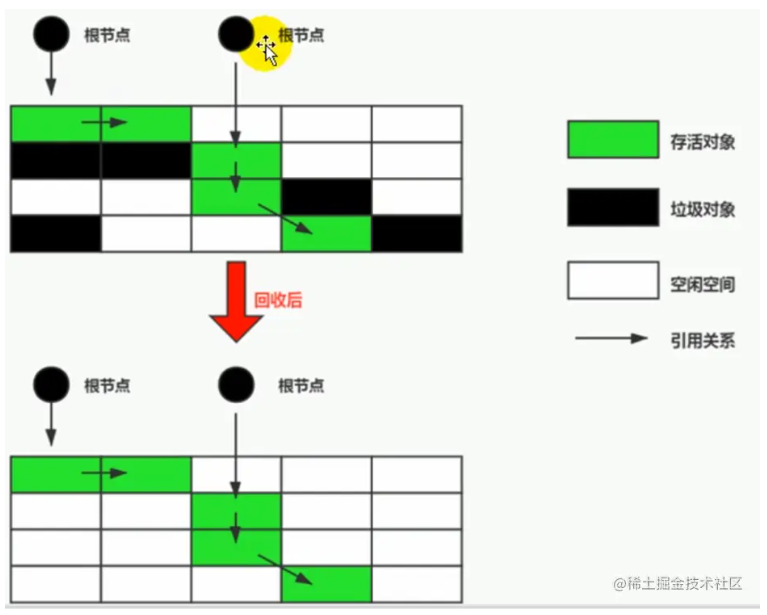 根节点
根节点
存活对象
垃圾对象
空闲空间
回收后
引用关系
根节点
根节点
@稀土掘金技术社区